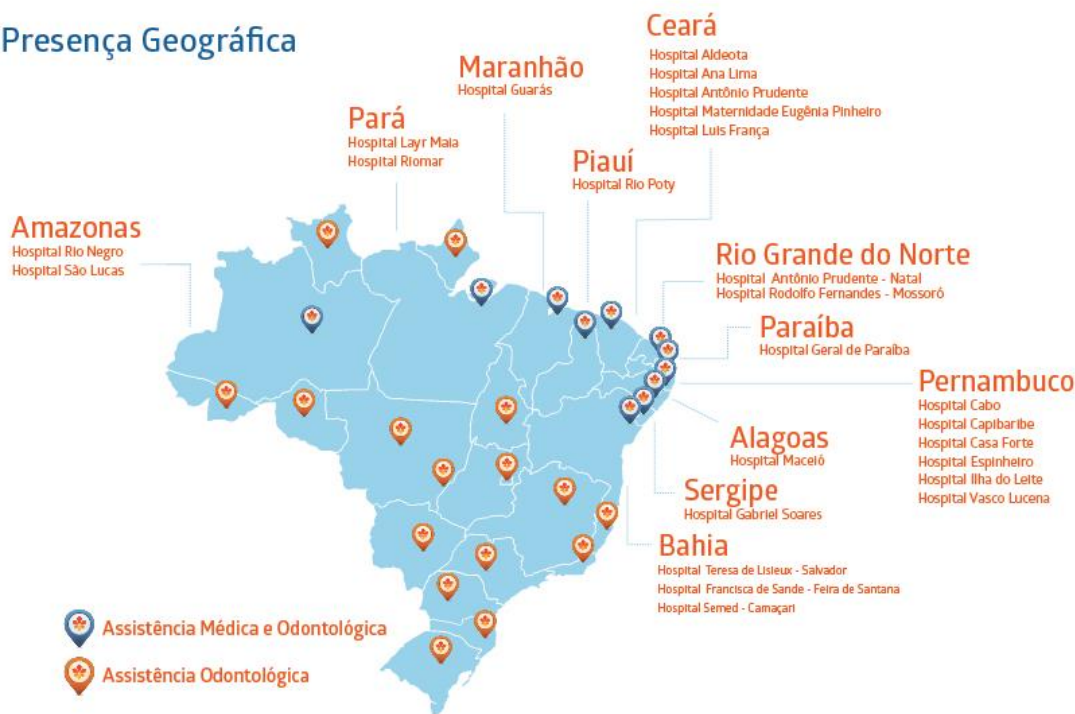 Presença Geográfica
Ceará
Hospital Aldeota
Hospital Ana Lima
Hospital Antônio Prudente
Hospital Maternidade Eugênia Pinheiro
Hospital Luis França
Maranhão
Hospital Guarás
Pará
Hospital Layr Maia
Hospital Riomar
Piauí
Hospital Rio Poty
Amazonas
Hospital Rio Negro
Hospital São Lucas
Rio Grande do Norte
Hospital Antônio Prudente - Natal
Hospital Rodolfo Fernandes - Mossoró
Paraíba
Hospital Geral de Paraíba
Pernambuco
Hospital Cabo
Hospital Capibaribe
Hospital Casa Forte
Hospital Espinheiro
Hospital Ilha do Leite
Hospital Vasco Lucena
Alagoas
Hospital Maceió
Sergipe
Hospital Gabriel Soares
Bahia
Hospital Teresa de Lisieux - Salvador
Hospital Francisca de Sande - Feira de Santana
Hospital Semed - Camaçari
Assistência Médica e Odontológica
Assistência Odontológica